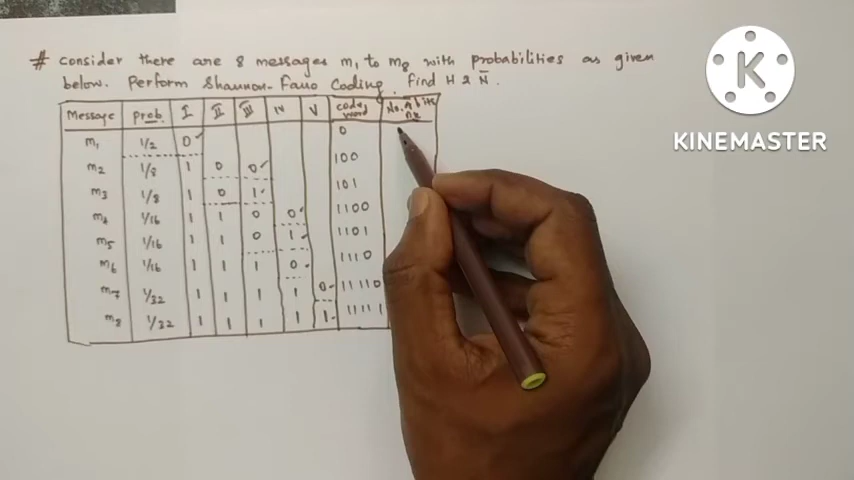 # Consider there are 8 messages m1 to m8 with probabilities as given
below. Perform Shannon-Fano Coding. Find H & N̄.
Message Prob I II III IV V code word No. of bits nk
m1 1/2 0 0
m2 1/8 1 0 0 100
m3 1/8 1 0 1 101
m4 1/16 1 1 0 0 1100
m5 1/16 1 1 0 1 1101
m6 1/16 1 1 1 0 1110
m7 1/32 1 1 1 1 0 11110
m8 1/32 1 1 1 1 1 11111
K
KINEMASTER